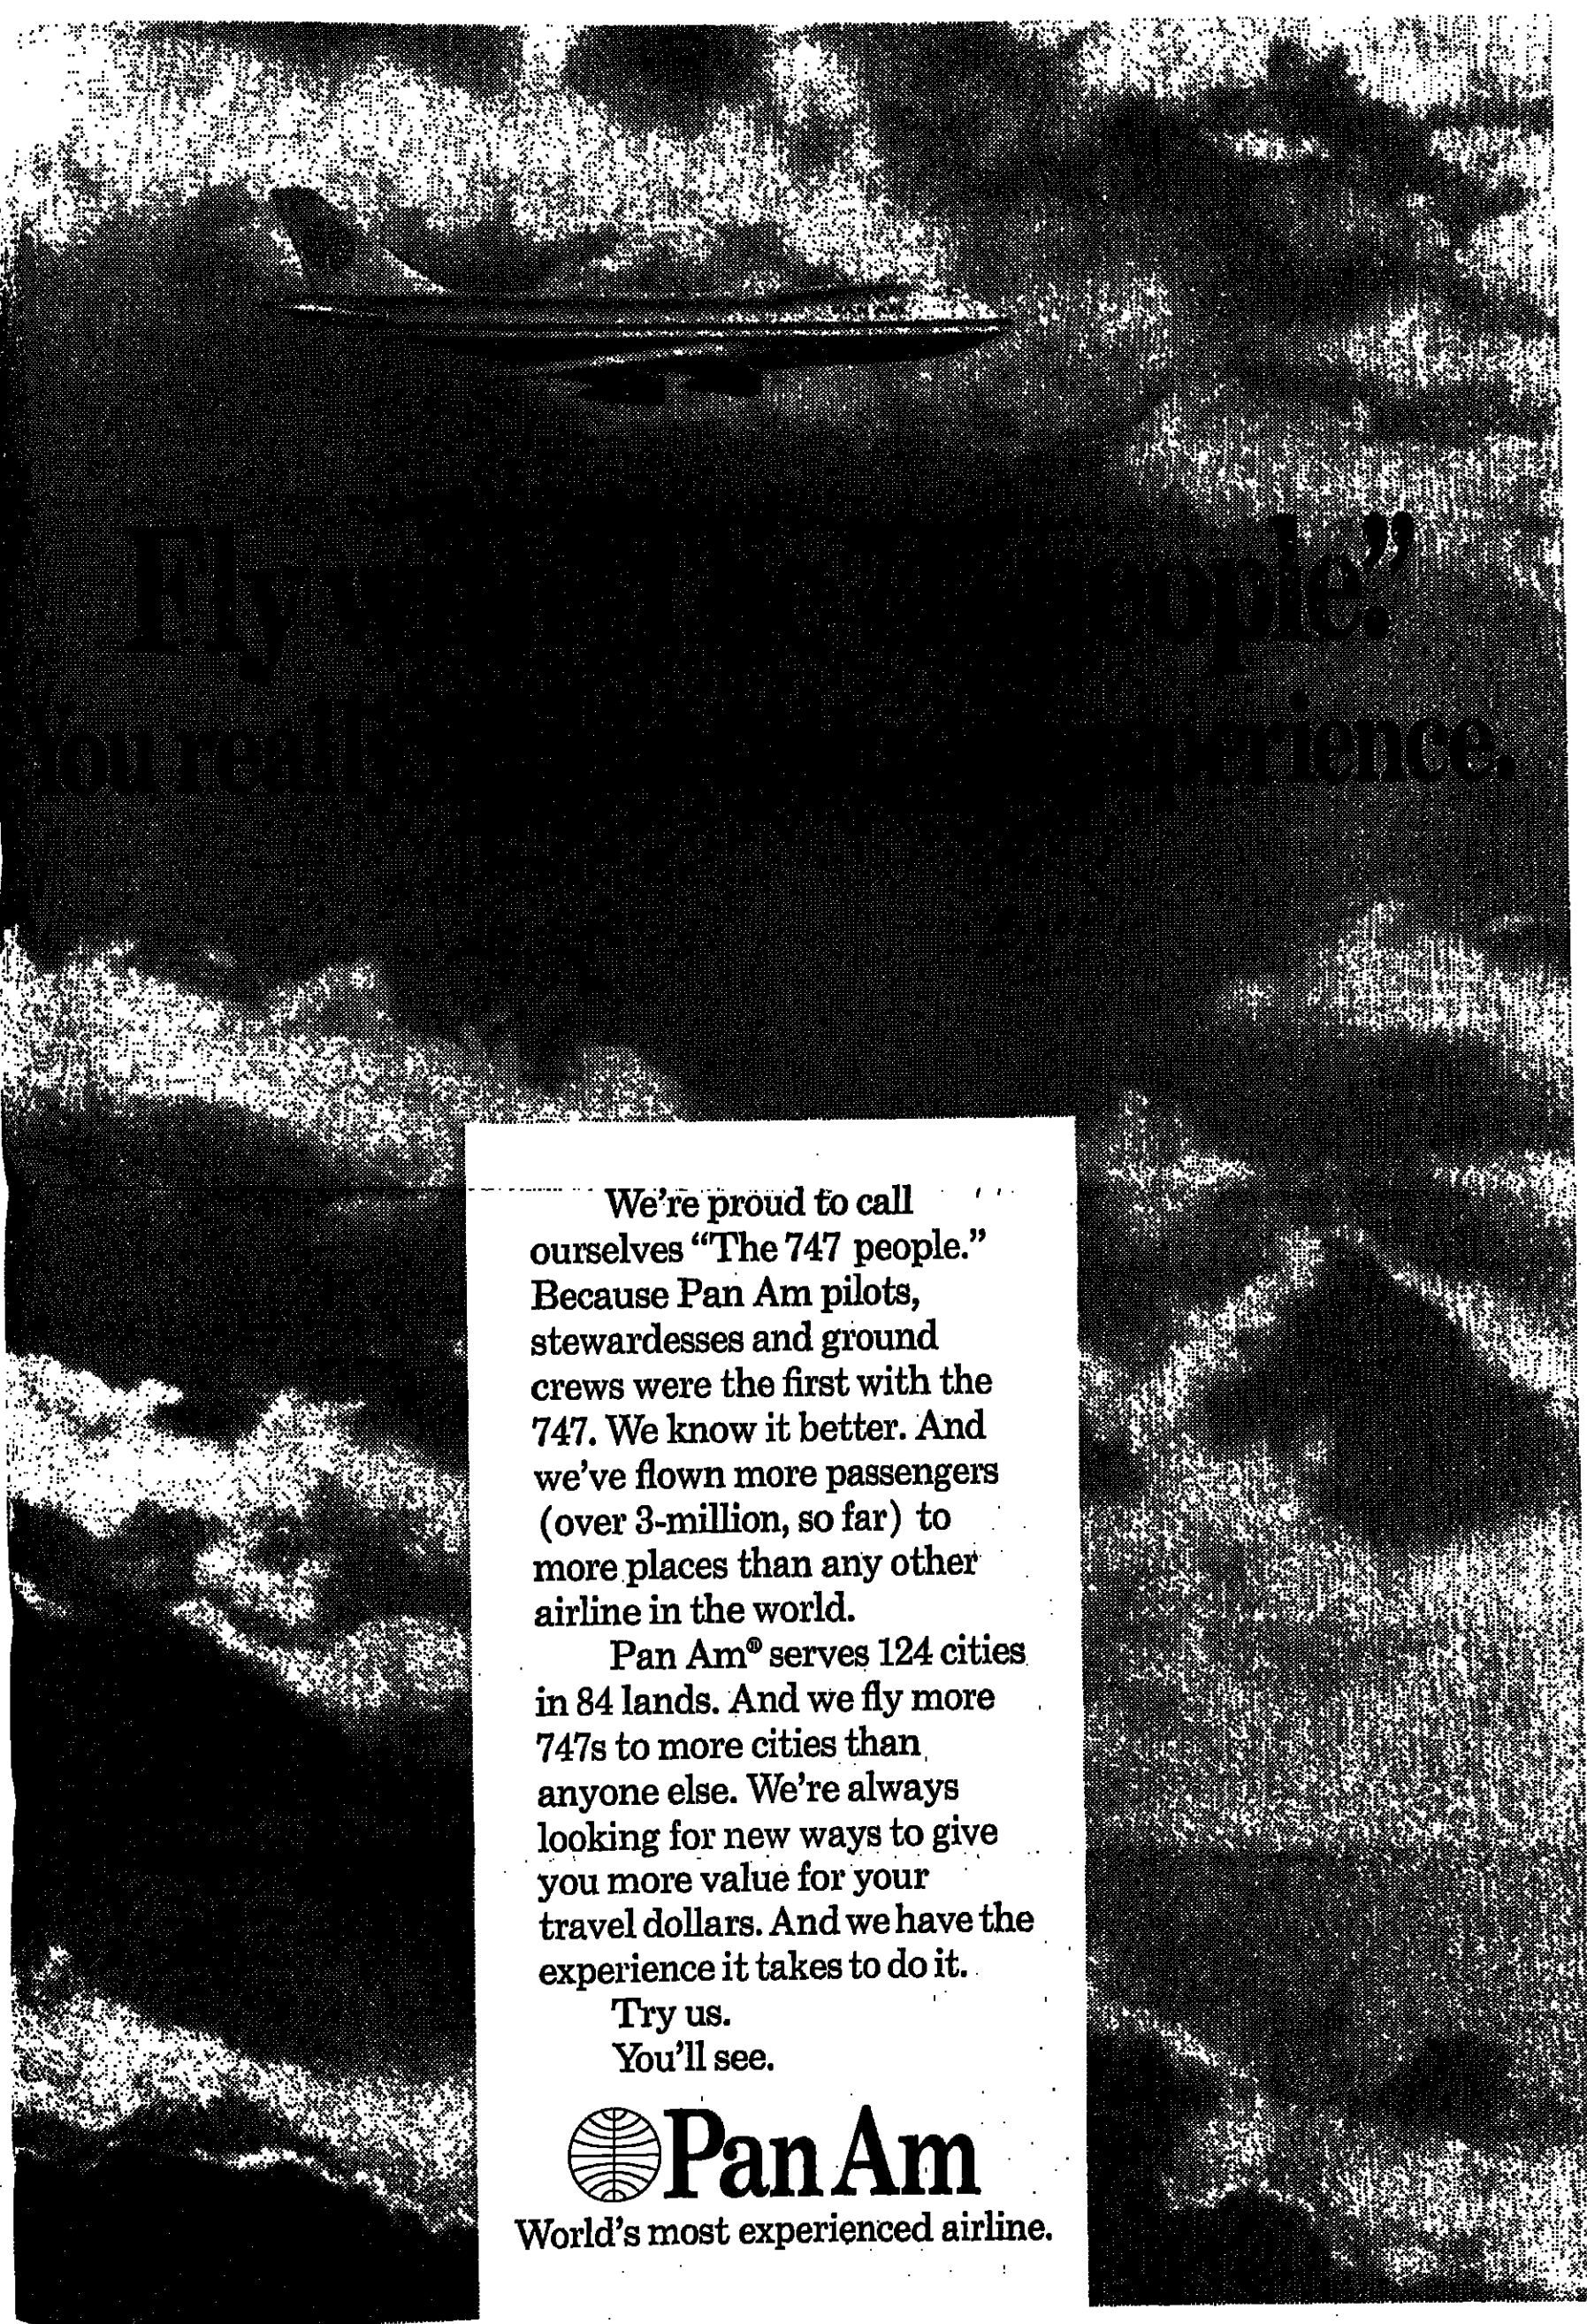 Fly people."
You really experience.
We're proud to call
ourselves “The 747 people.”
Because Pan Am pilots,
stewardesses and ground
crews were the first with the
747. We know it better. And
we've flown more passengers
(over 3-million, so far) to
more places than any other
airline in the world.
Pan Am® serves 124 cities
in 84 lands. And we fly more
747s to more cities than
anyone else. We're always
looking for new ways to give
you more value for your
travel dollars. And we have the
experience it takes to do it.
Try us.
You'll see.
Pan Am
World's most experienced airline.